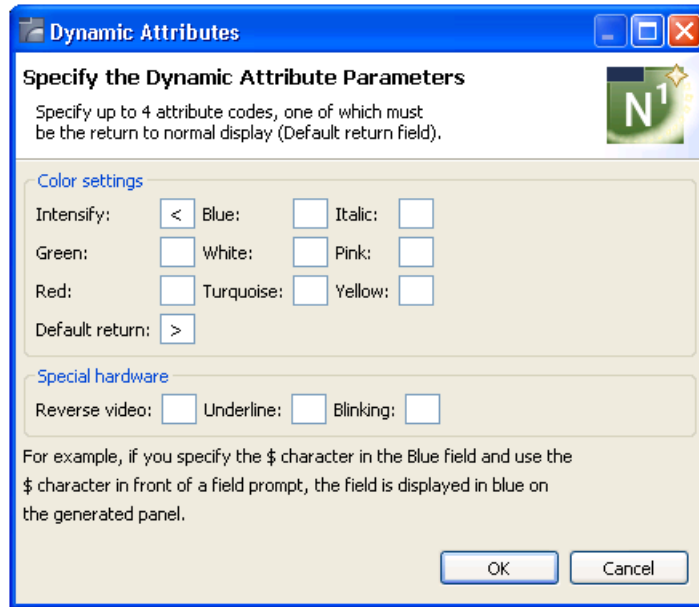 Dynamic Attributes
Specify the Dynamic Attribute Parameters
Specify up to 4 attribute codes, one of which must
be the return to normal display (Default return field).
N1
Color settings
Intensify: < Blue: Italic:
Green: White: Pink:
Red: Turquoise: Yellow:
Default return: >
Special hardware
Reverse video: Underline: Blinking:
For example, if you specify the $ character in the Blue field and use the
$ character in front of a field prompt, the field is displayed in blue on
the generated panel.
OK Cancel